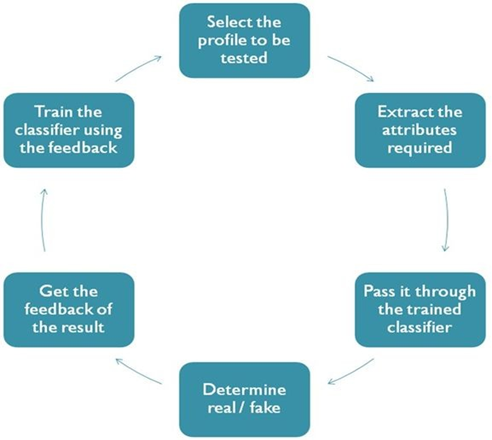 Select the
profile to be
tested
Extract the
attributes
required
Pass it through
the trained
classifier
Determine
real / fake
Get the
feedback of
the result
Train the
classifier using
the feedback